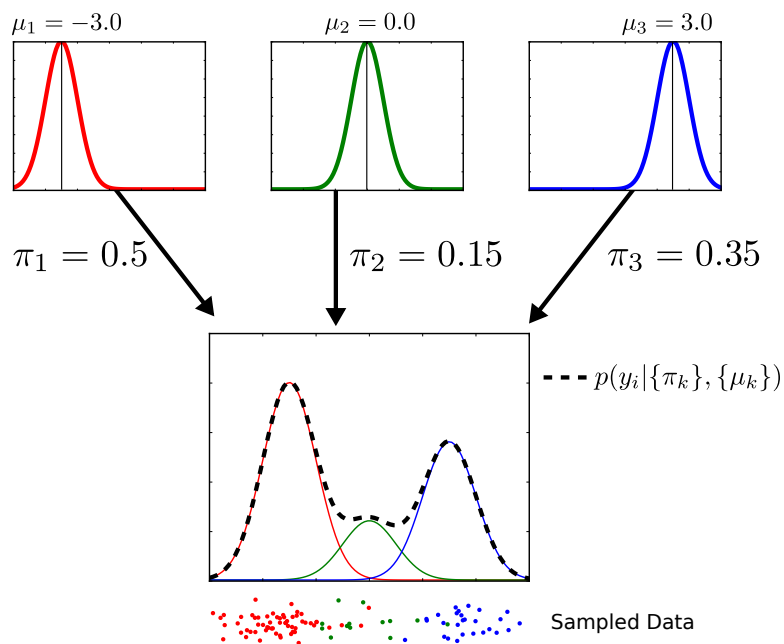 μ₁ = −3.0
μ₂ = 0.0
μ₃ = 3.0
π₁ = 0.5
π₂ = 0.15
π₃ = 0.35
p(yᵢ|{πₖ}, {μₖ})
Sampled Data